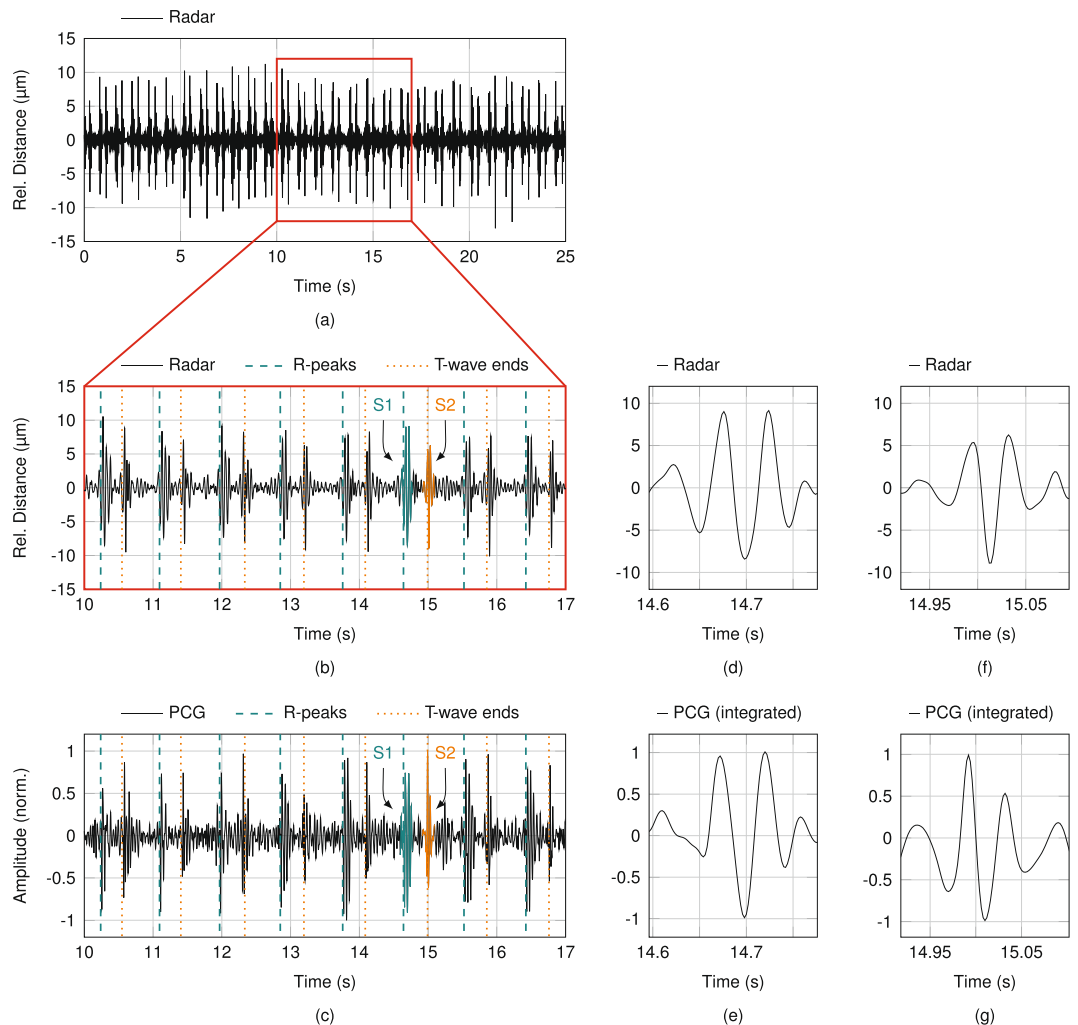 Radar
15
10
5
0
-5
-10
-15
Rel. Distance (µm)
0 5 10 15 20 25
Time (s)
(a)
Radar R-peaks T-wave ends
15
10
5
0
-5
-10
-15
Rel. Distance (µm)
S1 S2
10 11 12 13 14 15 16 17
Time (s)
(b)
Radar
10
5
0
-5
-10
14.6 14.7
Time (s)
(d)
Radar
10
5
0
-5
-10
14.95 15.05
Time (s)
(f)
PCG R-peaks T-wave ends
1
0.5
0
-0.5
-1
Amplitude (norm.)
S1 S2
10 11 12 13 14 15 16 17
Time (s)
(c)
PCG (integrated)
1
0.5
0
-0.5
-1
14.6 14.7
Time (s)
(e)
PCG (integrated)
1
0.5
0
-0.5
-1
14.95 15.05
Time (s)
(g)